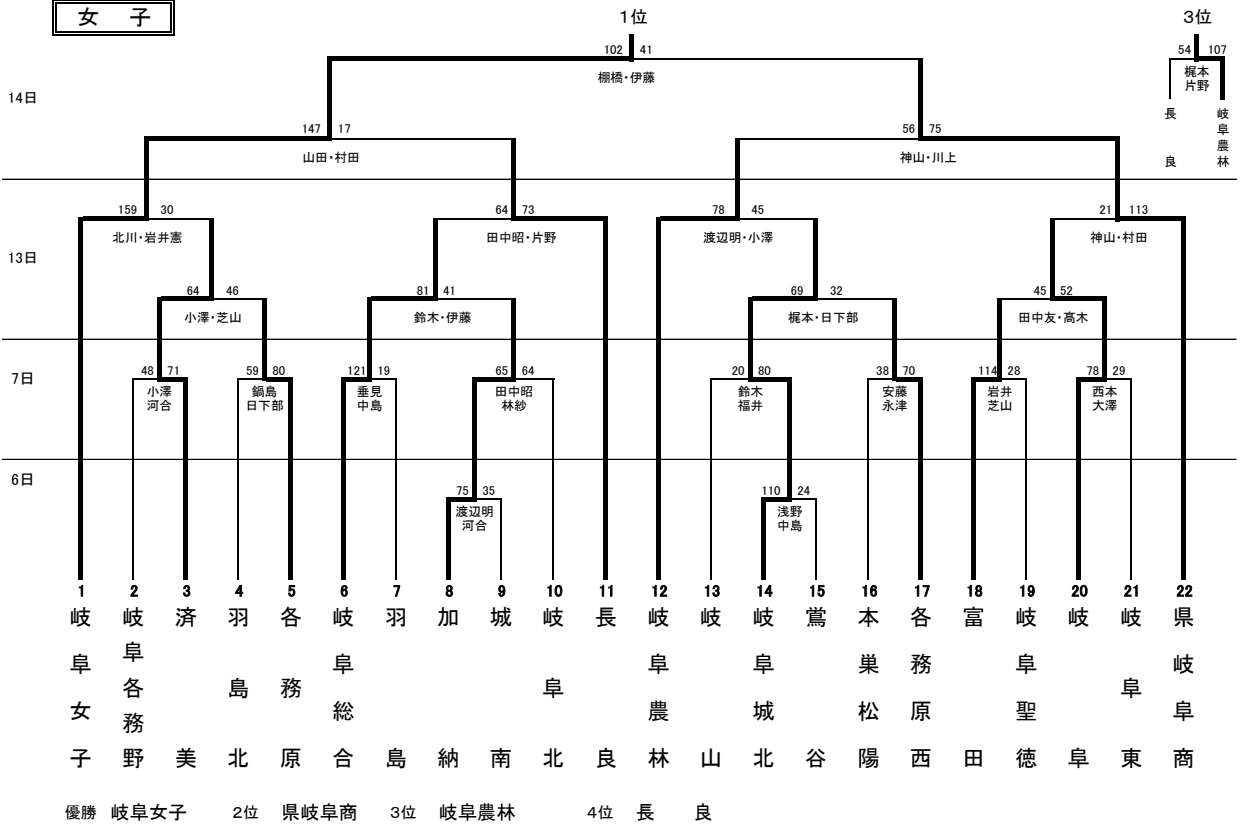 女 子
1位
3位
102 41
54 107
棚橋・伊藤
梶本
片野
14日
長良
岐阜農林
147 17
56 75
山田・村田
神山・川上
159 30
64 73
78 45
21 113
北川・岩井憲
田中昭・片野
渡辺明・小澤
神山・村田
13日
64 46
81 41
69 32
45 52
小澤・芝山
鈴木・伊藤
梶本・日下部
田中友・髙木
7日
48 71
59 80
121 19
65 64
20 80
38 70
114 28
78 29
小澤
河合
鍋島
日下部
垂見
中島
田中昭
林紗
鈴木
福井
安藤
永津
岩井
芝山
西本
大澤
6日
75 35
110 24
渡辺明
河合
浅野
中島
1 2 3 4 5 6 7 8 9 10 11 12 13 14 15 16 17 18 19 20 21 22
岐阜女子
岐阜各務野
済美
羽島北
各務原
岐阜総合
羽島
加納
城南
岐阜北
長良
岐阜農林
岐山
岐阜城北
鶯谷
本巣松陽
各務原西
富田
岐阜聖徳
岐阜
岐阜東
県岐阜商
優勝 岐阜女子 2位 県岐阜商 3位 岐阜農林 4位 長 良